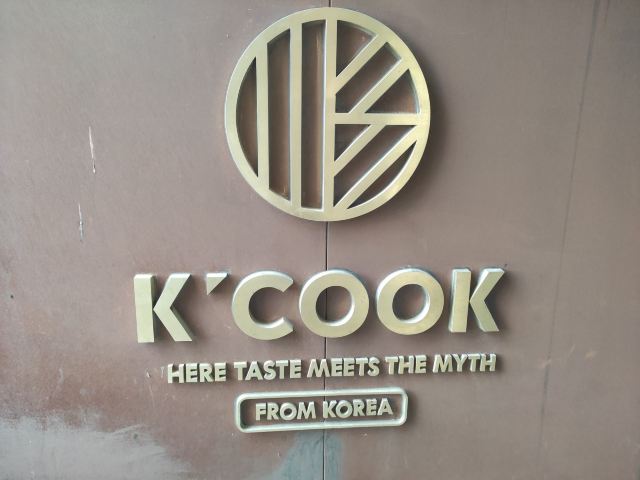 K'COOK
HERE TASTE MEETS THE MYTH
FROM KOREA